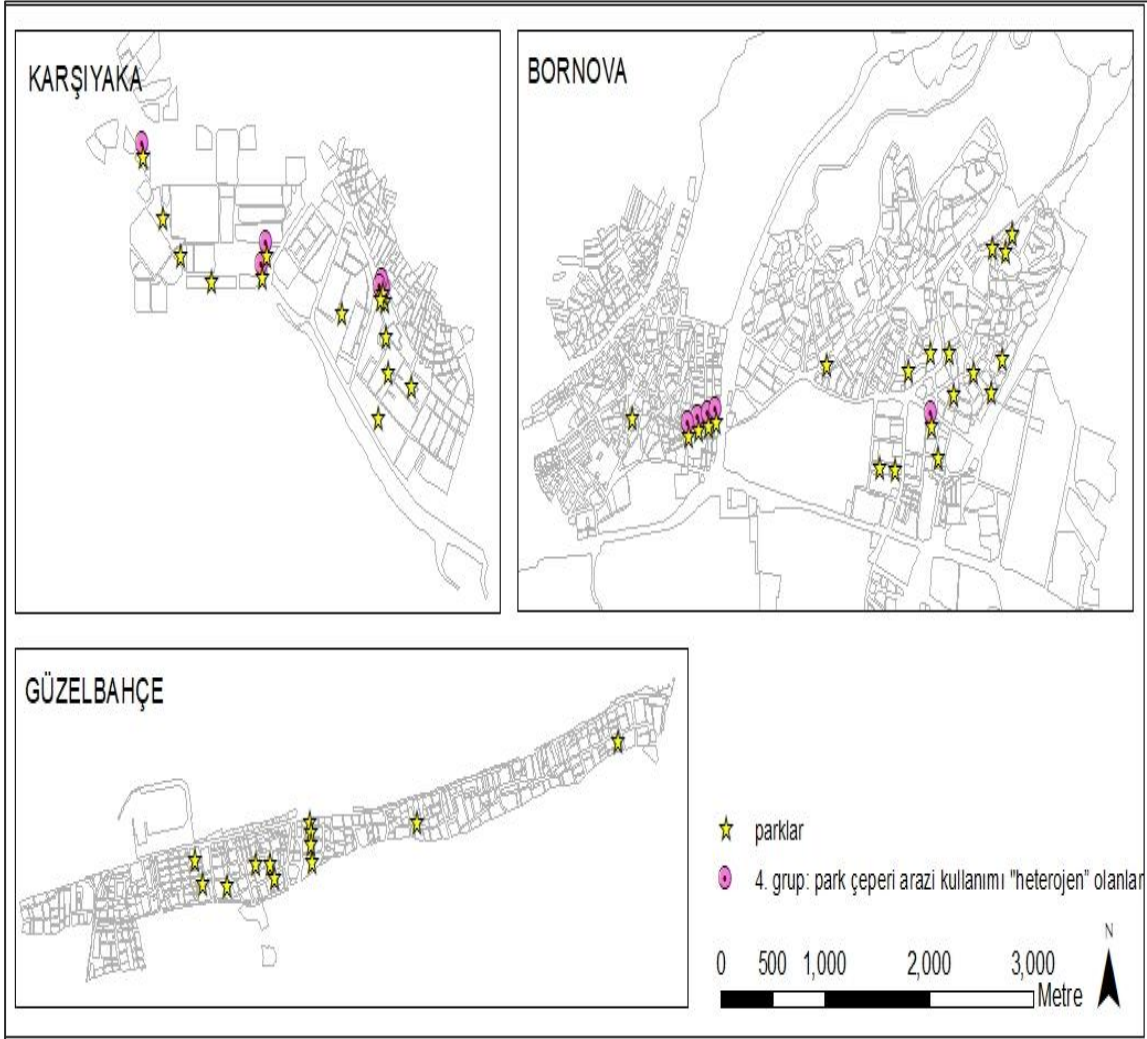 KARŞIYAKA
BORNOVA
GÜZELBAHÇE
parklar
4. grup: park çeperi arazi kullanımı "heterojen" olanlar
N
0 500 1,000 2,000 3,000
Metre